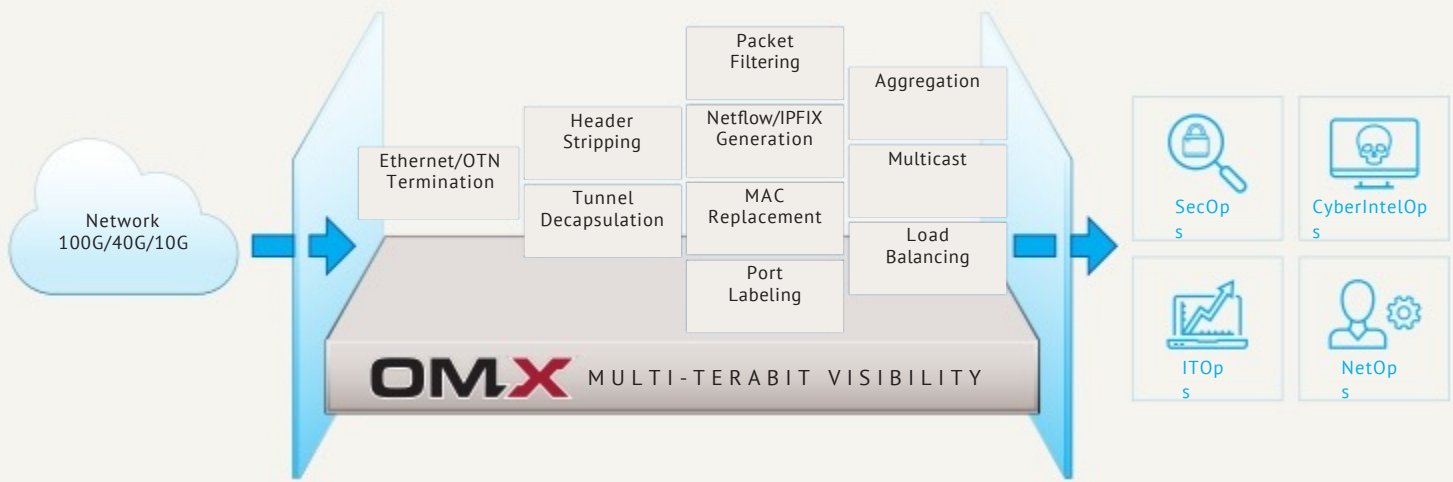 Network
100G/40G/10G
Ethernet/OTN
Termination
Header
Stripping
Tunnel
Decapsulation
Packet
Filtering
Netflow/IPFIX
Generation
MAC
Replacement
Port
Labeling
Aggregation
Multicast
Load
Balancing
OMX MULTI-TERABIT VISIBILITY
SecOp
s
CyberIntelOp
s
ITOp
s
NetOp
s